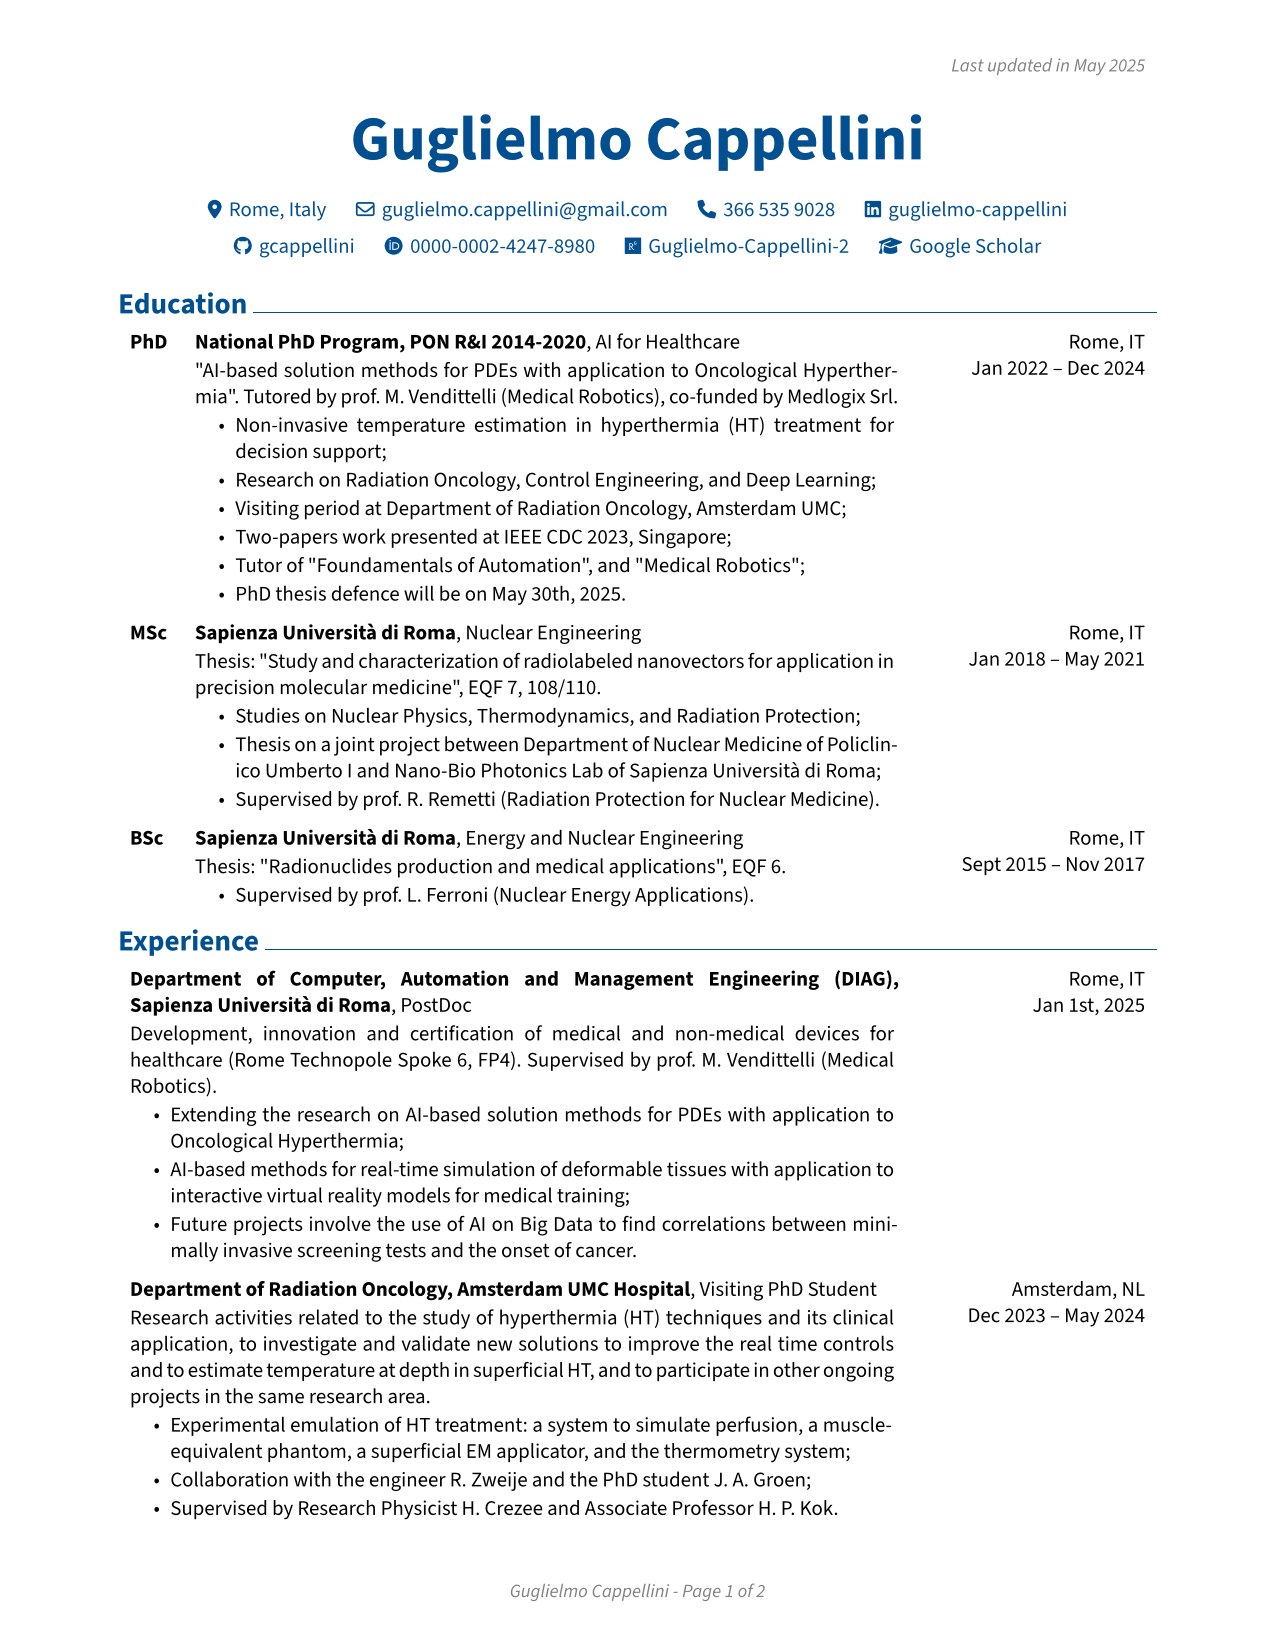 Last updated in May 2025
Guglielmo Cappellini
Rome, Italy guglielmo.cappellini@gmail.com 366 535 9028 guglielmo-cappellini
gcappellini 0000-0002-4247-8980 Guglielmo-Cappellini-2 Google Scholar
Education
PhD National PhD Program, PON R&I 2014-2020, AI for Healthcare Rome, IT
Jan 2022 – Dec 2024
"AI-based solution methods for PDEs with application to Oncological Hyperther-
mia". Tutored by prof. M. Vendittelli (Medical Robotics), co-funded by Medlogix Srl.
• Non-invasive temperature estimation in hyperthermia (HT) treatment for
decision support;
• Research on Radiation Oncology, Control Engineering, and Deep Learning;
• Visiting period at Department of Radiation Oncology, Amsterdam UMC;
• Two-papers work presented at IEEE CDC 2023, Singapore;
• Tutor of "Foundamentals of Automation", and "Medical Robotics";
• PhD thesis defence will be on May 30th, 2025.
MSc Sapienza Università di Roma, Nuclear Engineering Rome, IT
Jan 2018 – May 2021
Thesis: "Study and characterization of radiolabeled nanovectors for application in
precision molecular medicine", EQF 7, 108/110.
• Studies on Nuclear Physics, Thermodynamics, and Radiation Protection;
• Thesis on a joint project between Department of Nuclear Medicine of Policlin-
ico Umberto I and Nano-Bio Photonics Lab of Sapienza Università di Roma;
• Supervised by prof. R. Remetti (Radiation Protection for Nuclear Medicine).
BSc Sapienza Università di Roma, Energy and Nuclear Engineering Rome, IT
Sept 2015 – Nov 2017
Thesis: "Radionuclides production and medical applications", EQF 6.
• Supervised by prof. L. Ferroni (Nuclear Energy Applications).
Experience
Department of Computer, Automation and Management Engineering (DIAG), Rome, IT
Sapienza Università di Roma, PostDoc Jan 1st, 2025
Development, innovation and certification of medical and non-medical devices for
healthcare (Rome Technopole Spoke 6, FP4). Supervised by prof. M. Vendittelli (Medical
Robotics).
• Extending the research on AI-based solution methods for PDEs with application to
Oncological Hyperthermia;
• AI-based methods for real-time simulation of deformable tissues with application to
interactive virtual reality models for medical training;
• Future projects involve the use of AI on Big Data to find correlations between mini-
mally invasive screening tests and the onset of cancer.
Department of Radiation Oncology, Amsterdam UMC Hospital, Visiting PhD Student Amsterdam, NL
Dec 2023 – May 2024
Research activities related to the study of hyperthermia (HT) techniques and its clinical
application, to investigate and validate new solutions to improve the real time controls
and to estimate temperature at depth in superficial HT, and to participate in other ongoing
projects in the same research area.
• Experimental emulation of HT treatment: a system to simulate perfusion, a muscle-
equivalent phantom, a superficial EM applicator, and the thermometry system;
• Collaboration with the engineer R. Zweije and the PhD student J. A. Groen;
• Supervised by Research Physicist H. Crezee and Associate Professor H. P. Kok.
Guglielmo Cappellini - Page 1 of 2